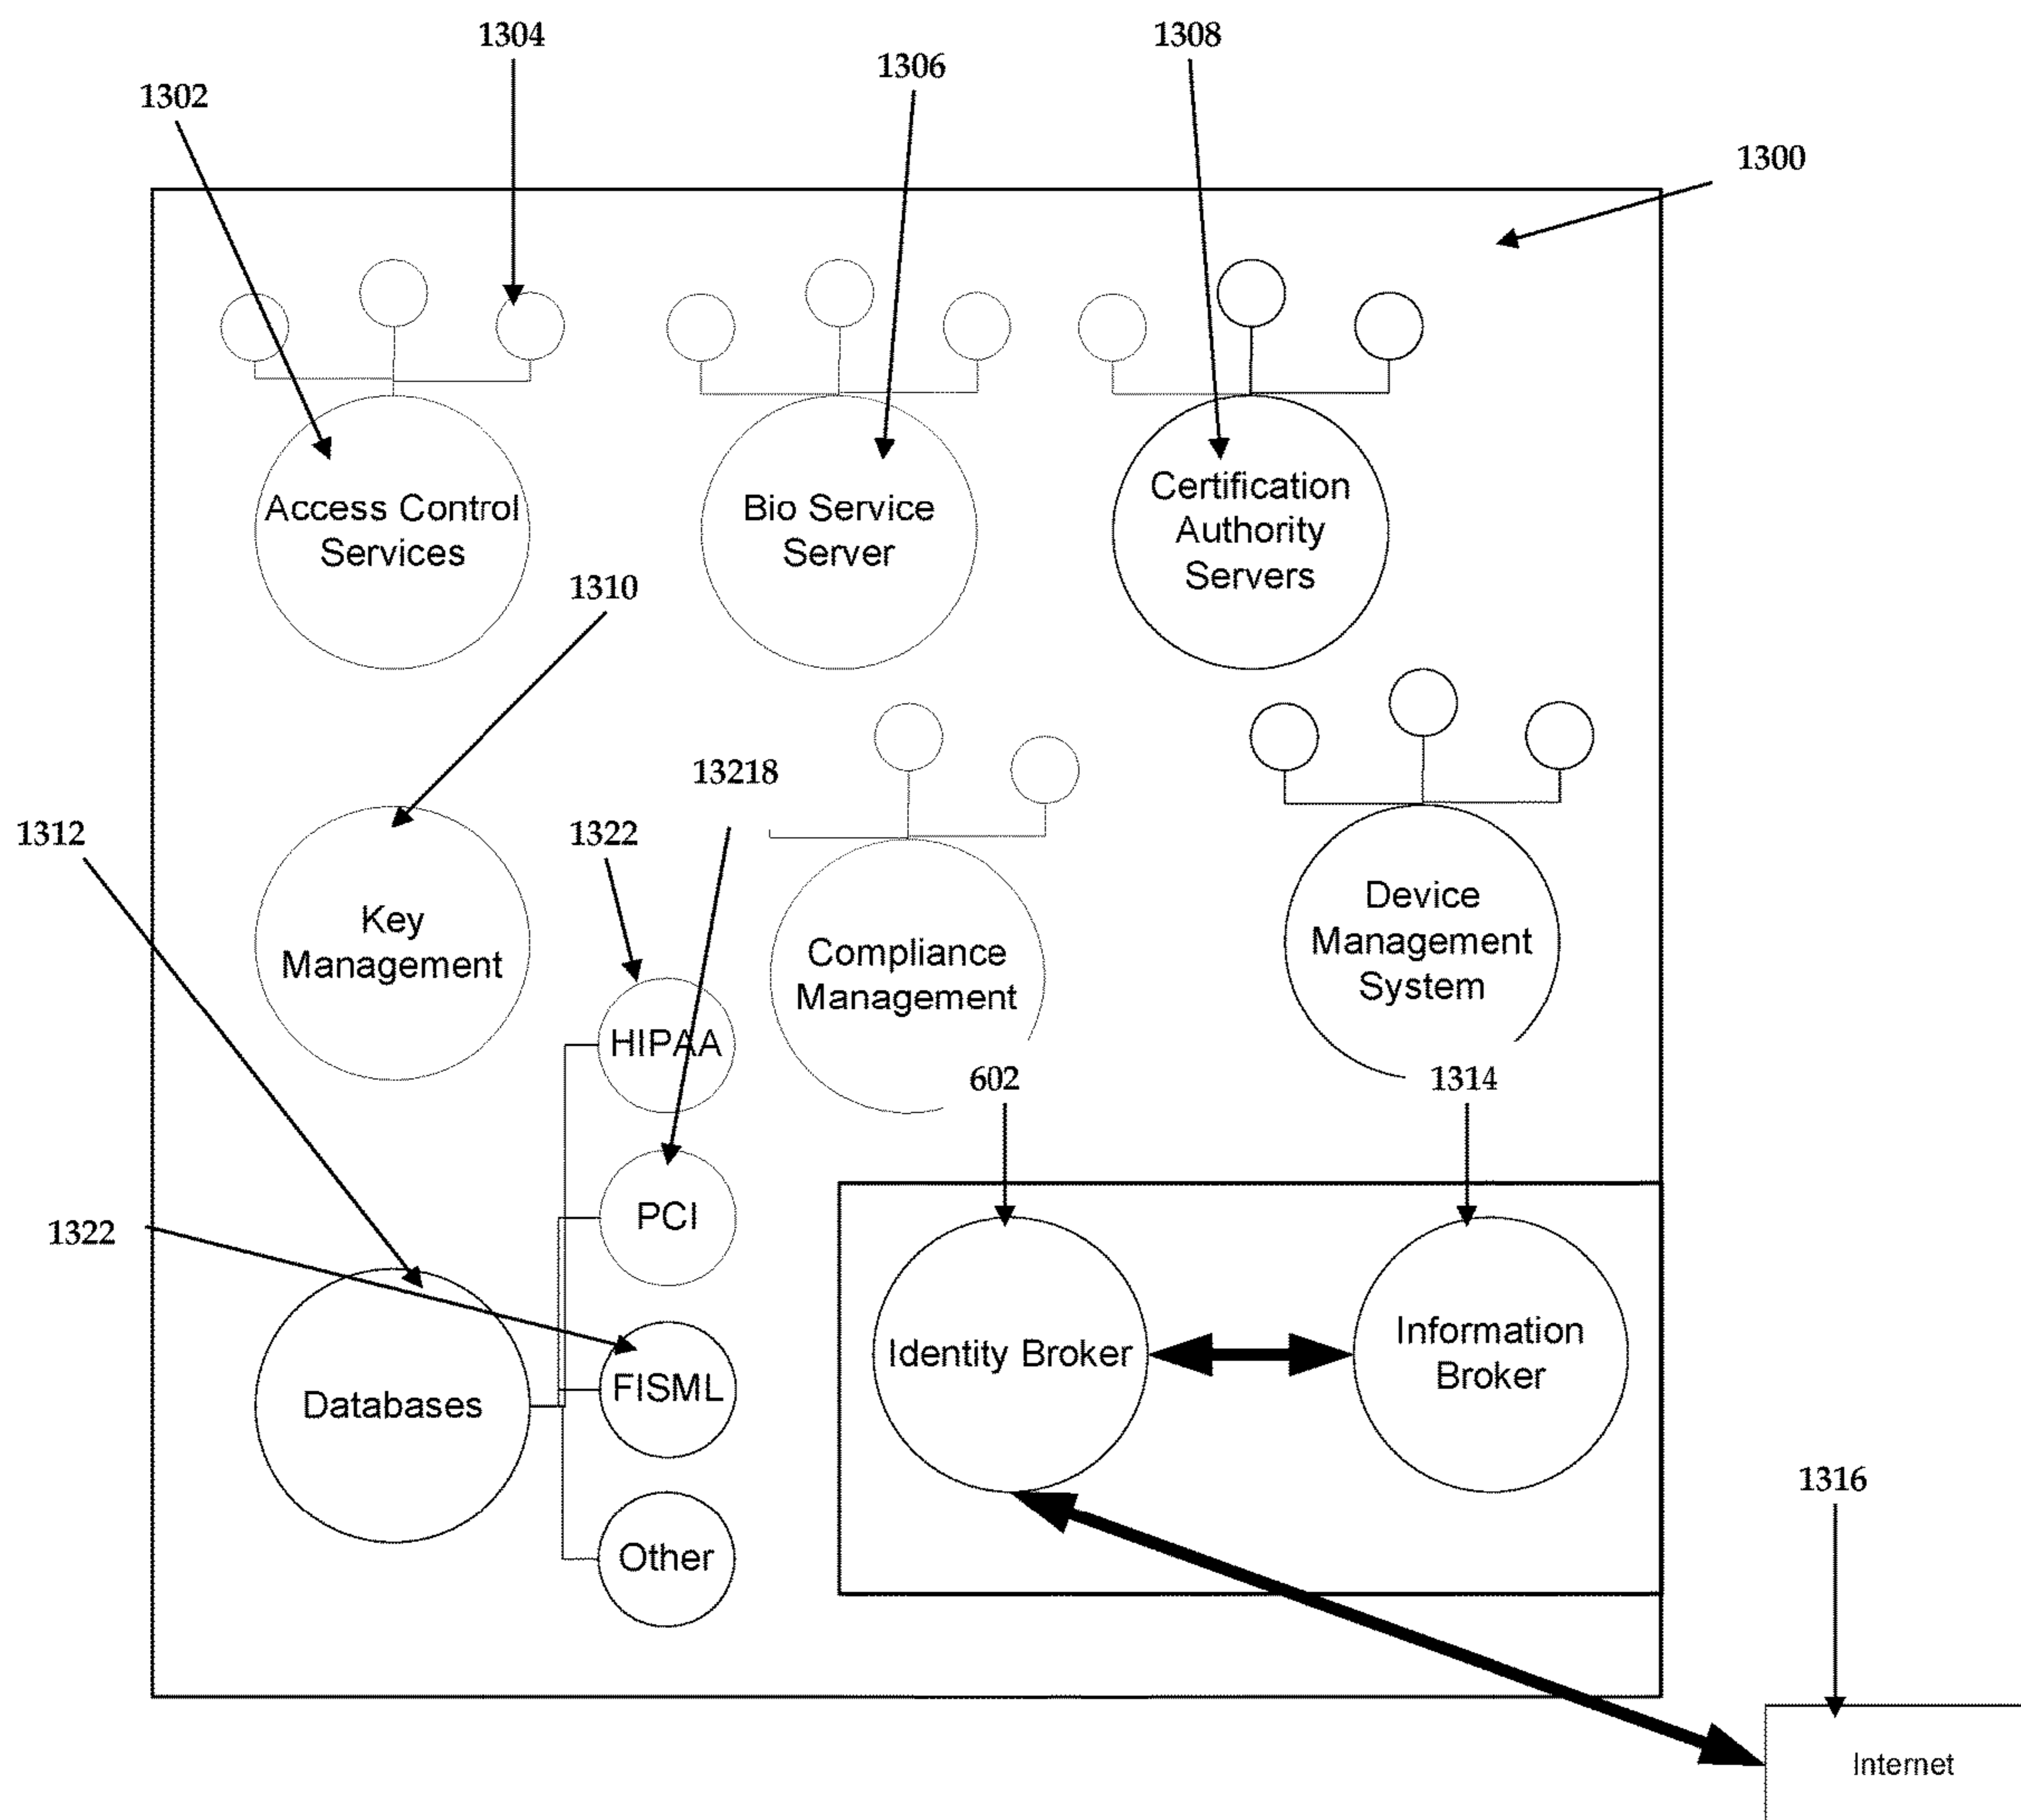 1304
1308
1306
1302
1300
Access Control
Services
Bio Service
Server
Certification
Authority
Servers
1310
13218
1312
1322
Key
Management
Compliance
Management
Device
Management
System
HIPAA
602
1314
PCI
1322
Identity Broker
Information
Broker
FISML
Databases
1316
Other
Internet